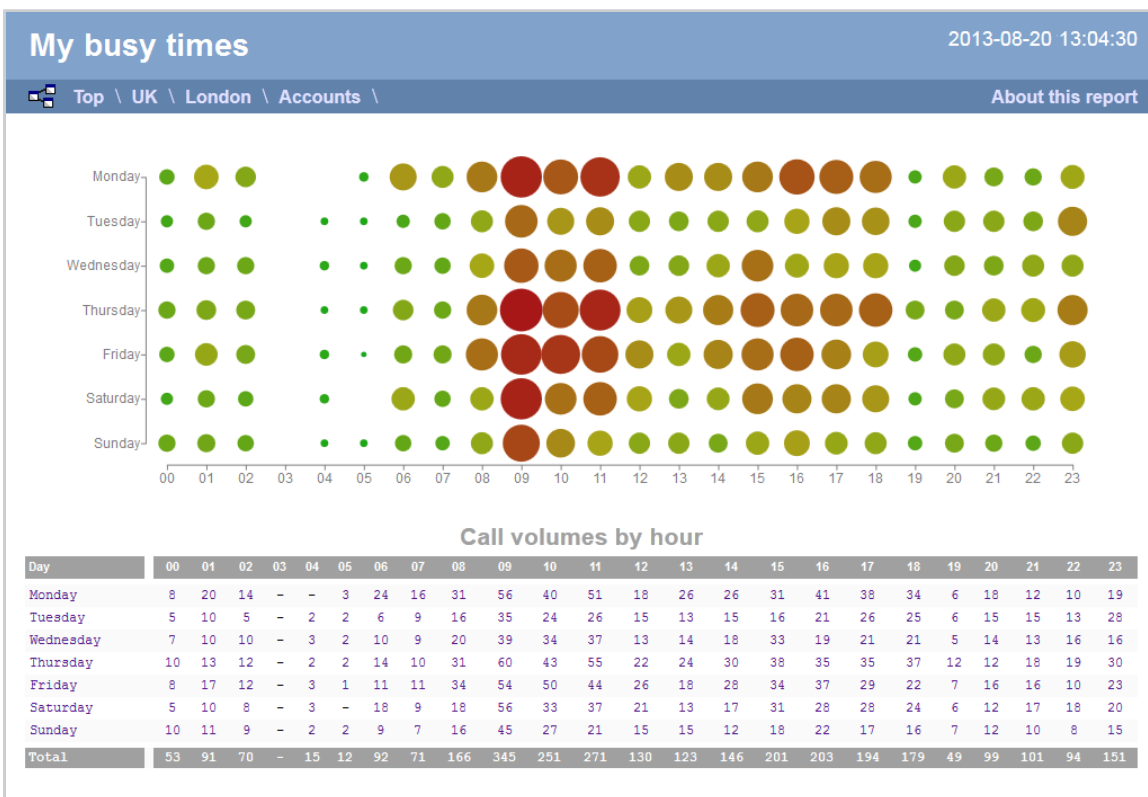 My busy times 2013-08-20 13:04:30
Top \ UK \ London \ Accounts \ About this report
Monday
Tuesday
Wednesday
Thursday
Friday
Saturday
Sunday
00 01 02 03 04 05 06 07 08 09 10 11 12 13 14 15 16 17 18 19 20 21 22 23
Call volumes by hour
Day 00 01 02 03 04 05 06 07 08 09 10 11 12 13 14 15 16 17 18 19 20 21 22 23
Monday 8 20 14 - - 3 24 16 31 56 40 51 18 26 26 31 41 38 34 6 18 12 10 19
Tuesday 5 10 5 - 2 2 6 9 16 35 24 26 15 13 15 16 21 26 25 6 15 15 13 28
Wednesday 7 10 10 - 3 2 10 9 20 39 34 37 13 14 18 33 19 21 21 5 14 13 16 16
Thursday 10 13 12 - 2 2 14 10 31 60 43 55 22 24 30 38 35 35 37 12 12 18 19 30
Friday 8 17 12 - 3 1 11 11 34 54 50 44 26 18 28 34 37 29 22 7 16 16 10 23
Saturday 5 10 8 - 3 - 18 9 18 56 33 37 21 13 17 31 28 28 24 6 12 17 18 20
Sunday 10 11 9 - 2 2 9 7 16 45 27 21 15 15 12 18 22 17 16 7 12 10 8 15
Total 53 91 70 - 15 12 92 71 166 345 251 271 130 123 146 201 203 194 179 49 99 101 94 151